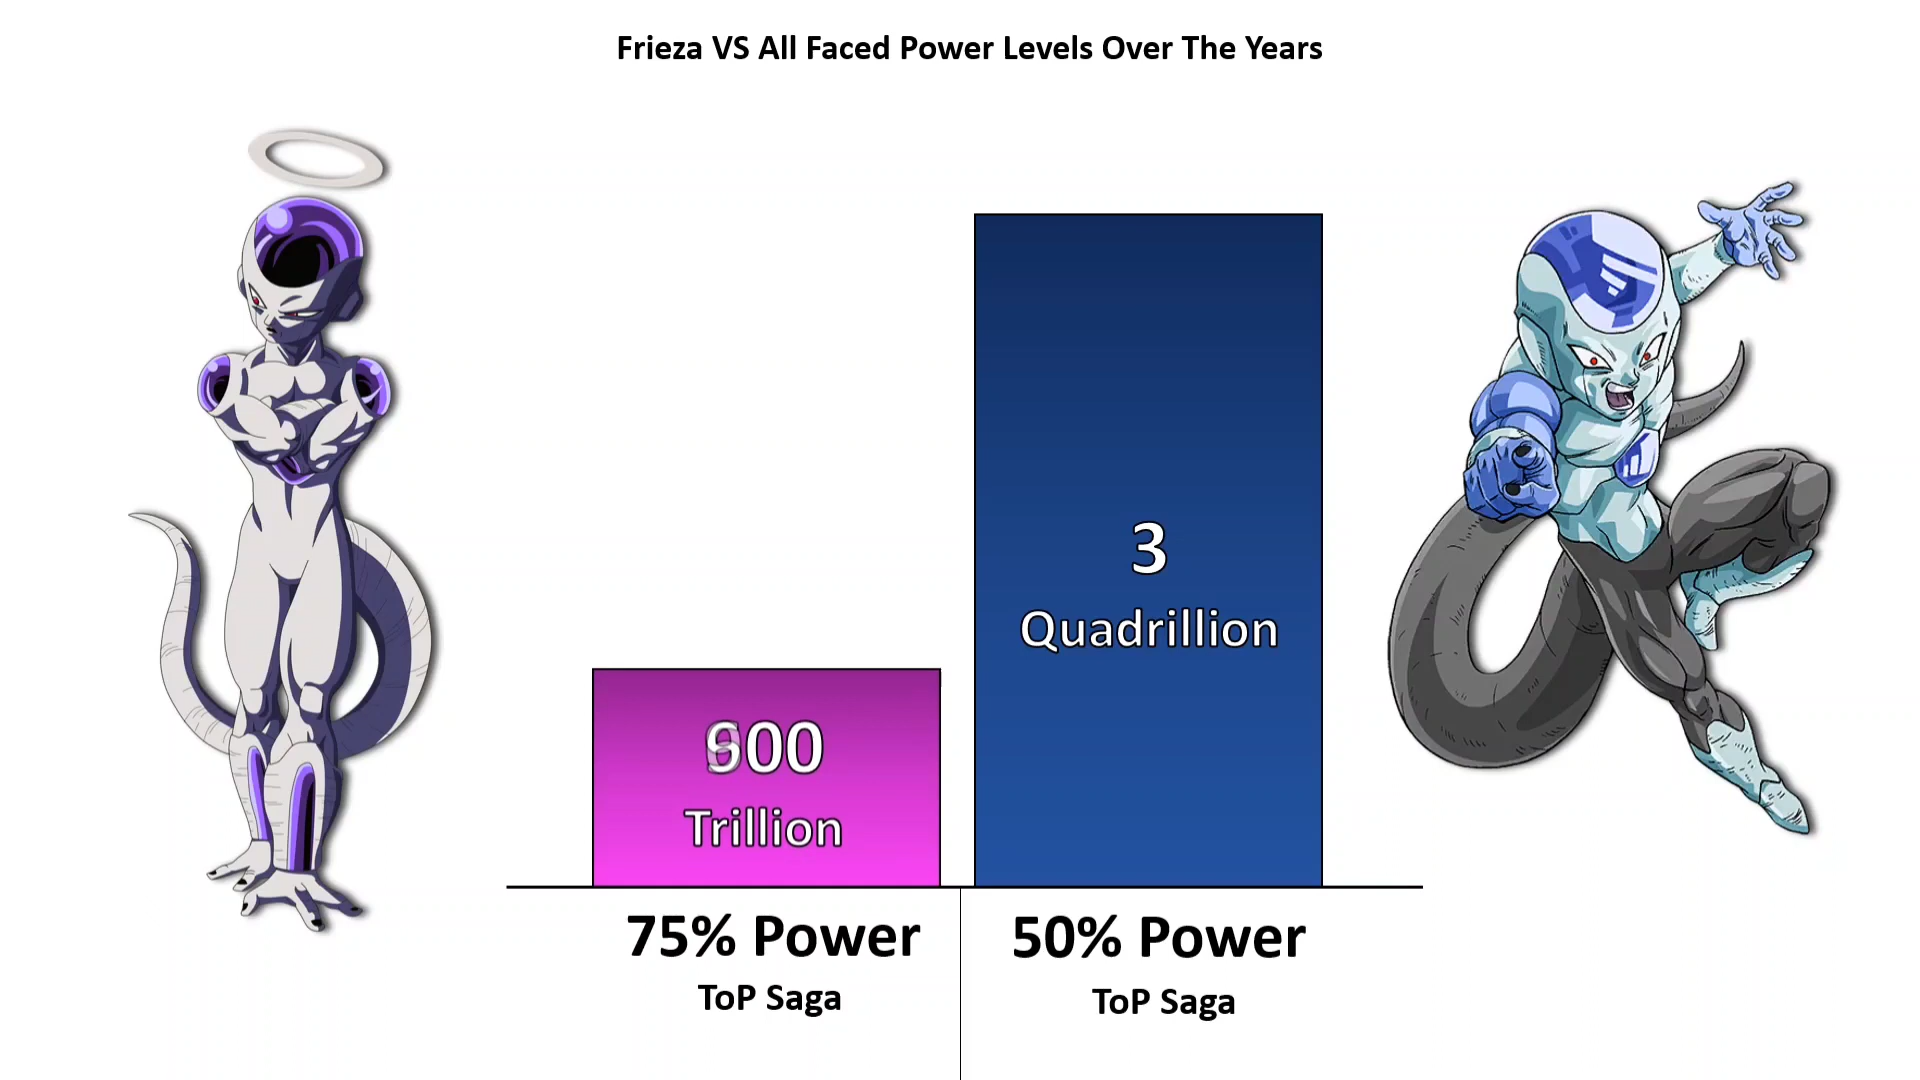 Frieza VS All Faced Power Levels Over The Years
3
Quadrillion
Trillion
75% Power
50% Power
ToP Saga
ToP Saga